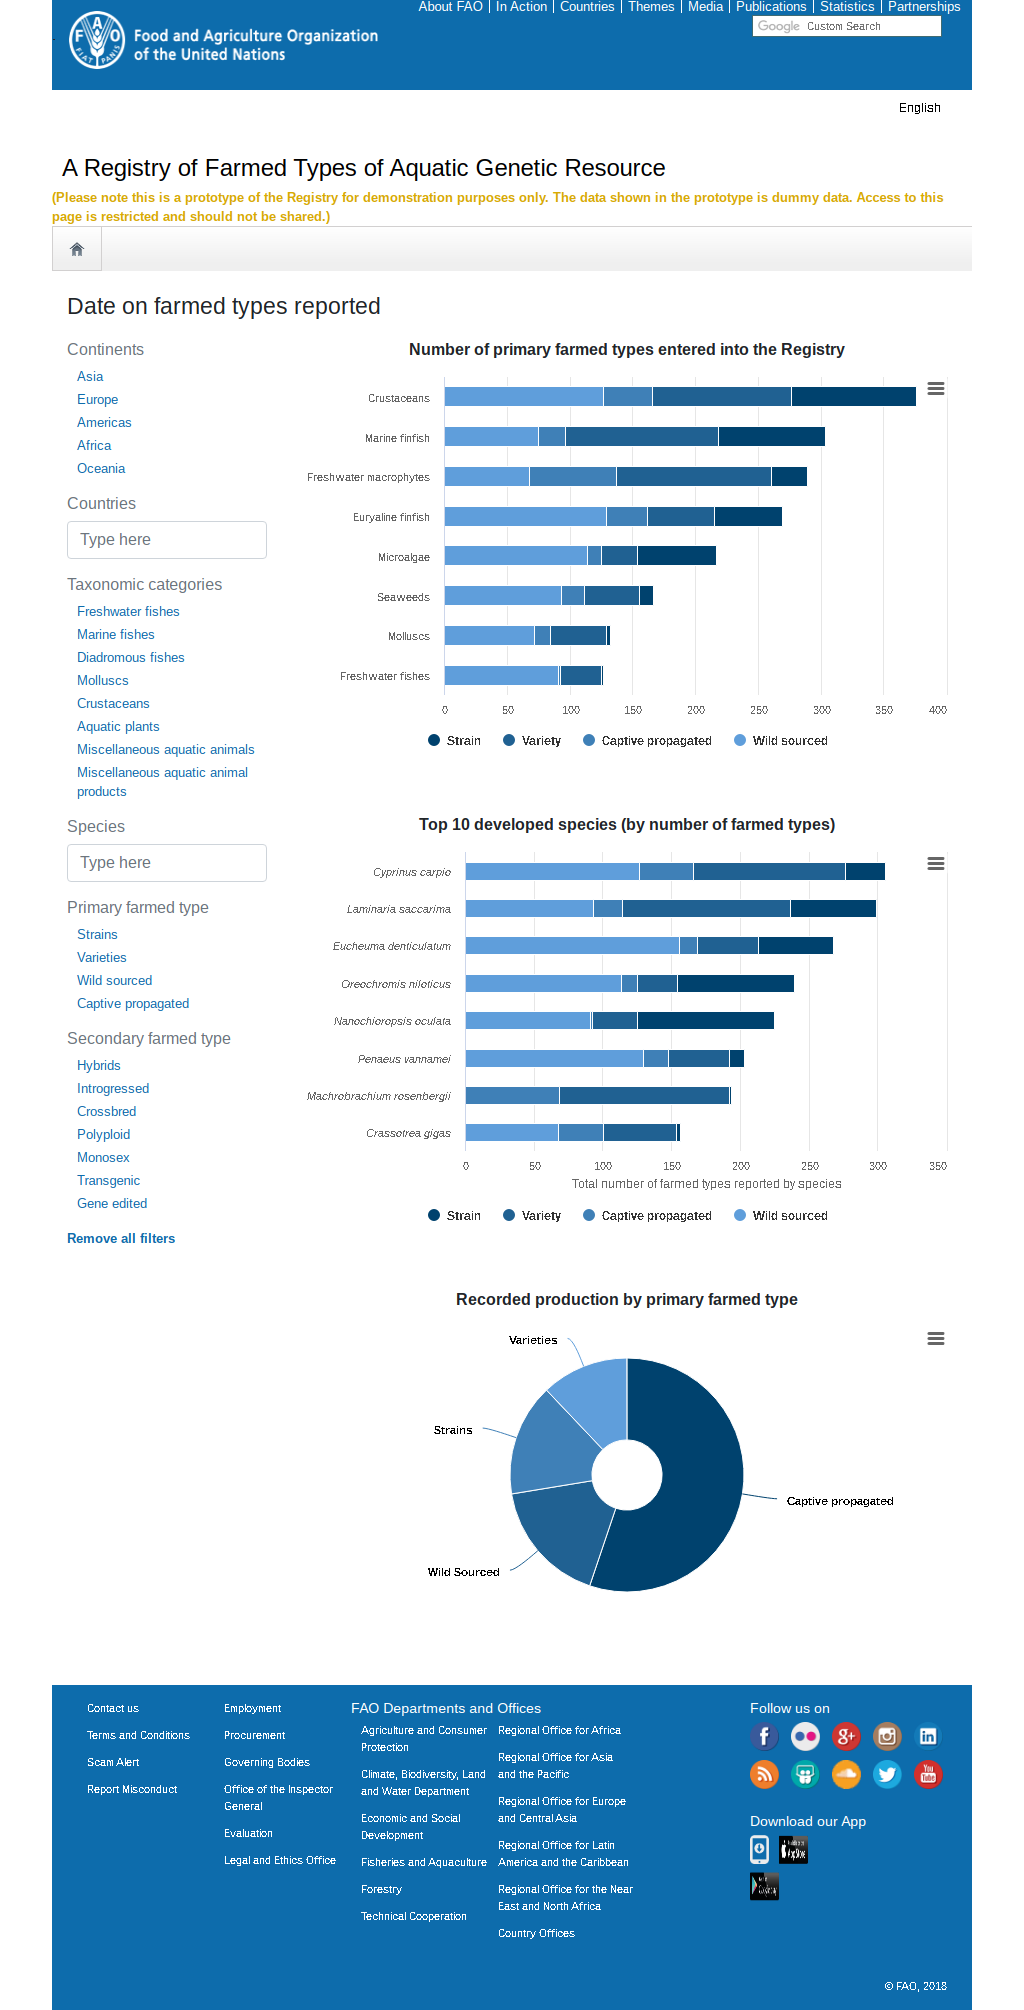 About FAO | In Action | Countries | Themes | Media | Publications | Statistics | Partnerships
Google Custom Search
FAO
FIAT PANIS
Food and Agriculture Organization
of the United Nations
English
A Registry of Farmed Types of Aquatic Genetic Resource
(Please note this is a prototype of the Registry for demonstration purposes only. The data shown in the prototype is dummy data. Access to this
page is restricted and should not be shared.)
Date on farmed types reported
Continents
Asia
Europe
Americas
Africa
Oceania
Countries
Type here
Taxonomic categories
Freshwater fishes
Marine fishes
Diadromous fishes
Molluscs
Crustaceans
Aquatic plants
Miscellaneous aquatic animals
Miscellaneous aquatic animal
products
Species
Type here
Primary farmed type
Strains
Varieties
Wild sourced
Captive propagated
Secondary farmed type
Hybrids
Introgressed
Crossbred
Polyploid
Monosex
Transgenic
Gene edited
Remove all filters
Number of primary farmed types entered into the Registry
Crustaceans
Marine finfish
Freshwater macrophytes
Euryaline finfish
Microalgae
Seaweeds
Molluscs
Freshwater fishes
0 50 100 150 200 250 300 350 400
Strain Variety Captive propagated Wild sourced
Top 10 developed species (by number of farmed types)
Cyprinus carpio
Laminaria saccarima
Eucheuma denticulatum
Oreochromis niloticus
Nanochloropsis oculata
Penaeus vannamei
Machrobrachium rosenbergii
Crassotrea gigas
0 50 100 150 200 250 300 350
Total number of farmed types reported by species
Strain Variety Captive propagated Wild sourced
Recorded production by primary farmed type
Varieties
Strains
Captive propagated
Wild Sourced
Contact us
Terms and Conditions
Scam Alert
Report Misconduct
Employment
Procurement
Governing Bodies
Office of the Inspector
General
Evaluation
Legal and Ethics Office
FAO Departments and Offices
Agriculture and Consumer
Protection
Climate, Biodiversity, Land
and Water Department
Economic and Social
Development
Fisheries and Aquaculture
Forestry
Technical Cooperation
Regional Office for Africa
Regional Office for Asia
and the Pacific
Regional Office for Europe
and Central Asia
Regional Office for Latin
America and the Caribbean
Regional Office for the Near
East and North Africa
Country Offices
Follow us on
f
g+
in
You
Tube
Download our App
AppStore
© FAO, 2018